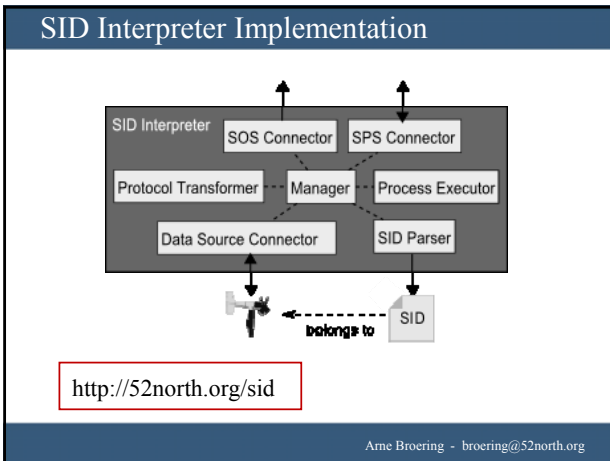 SID Interpreter Implementation
SID Interpreter
SOS Connector
SPS Connector
Protocol Transformer
Manager
Process Executor
Data Source Connector
SID Parser
belongs to
SID
http://52north.org/sid
Arne Broering - broering@52north.org